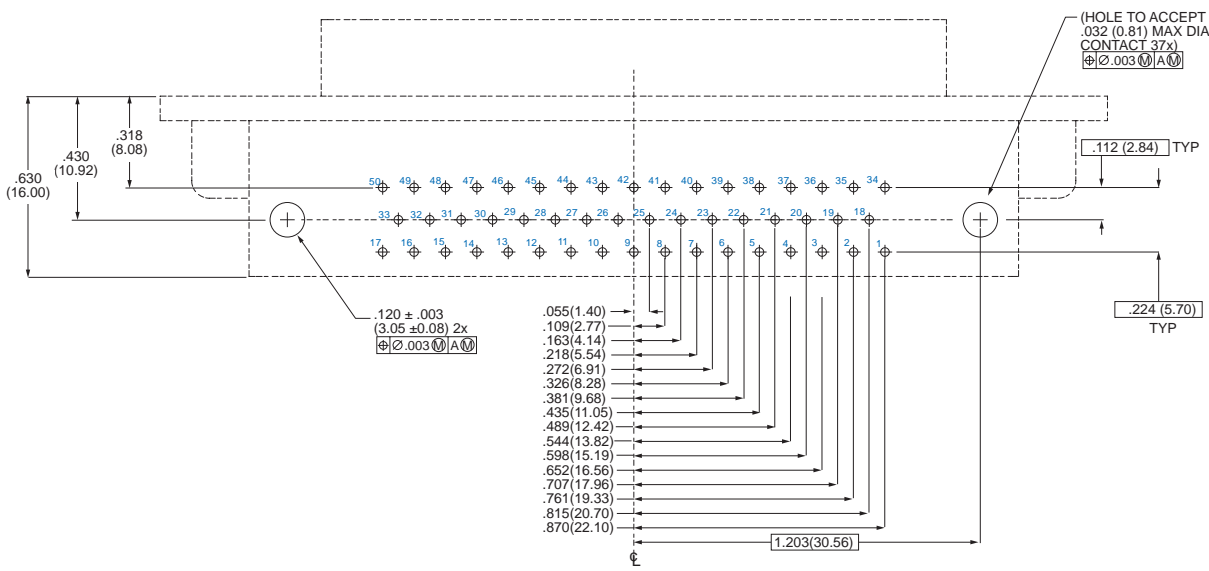 (HOLE TO ACCEPT
.032 (0.81) MAX DIA
CONTACT 37x)
⌖ Ø.003 Ⓜ A Ⓜ
.318
(8.08)
.430
(10.92)
.630
(16.00)
.112 (2.84) TYP
50 49 48 47 46 45 44 43 42 41 40 39 38 37 36 35 34
33 32 31 30 29 28 27 26 25 24 23 22 21 20 19 18
17 16 15 14 13 12 11 10 9 8 7 6 5 4 3 2 1
.120 ± .003
(3.05 ±0.08) 2x
⌖ Ø.003 Ⓜ A Ⓜ
.224 (5.70)
TYP
.055(1.40)
.109(2.77)
.163(4.14)
.218(5.54)
.272(6.91)
.326(8.28)
.381(9.68)
.435(11.05)
.489(12.42)
.544(13.82)
.598(15.19)
.652(16.56)
.707(17.96)
.761(19.33)
.815(20.70)
.870(22.10)
1.203(30.56)
℄